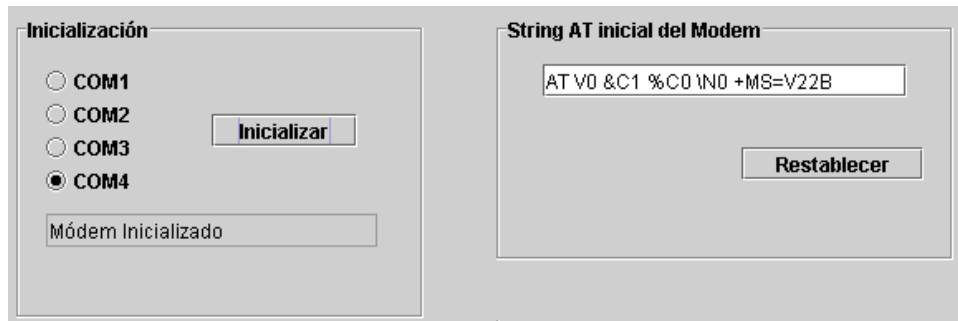 Inicialización
COM1
COM2
COM3
COM4
Inicializar
Módem Inicializado
String AT inicial del Modem
AT V0 &C1 %C0 \N0 +MS=V22B
Restablecer